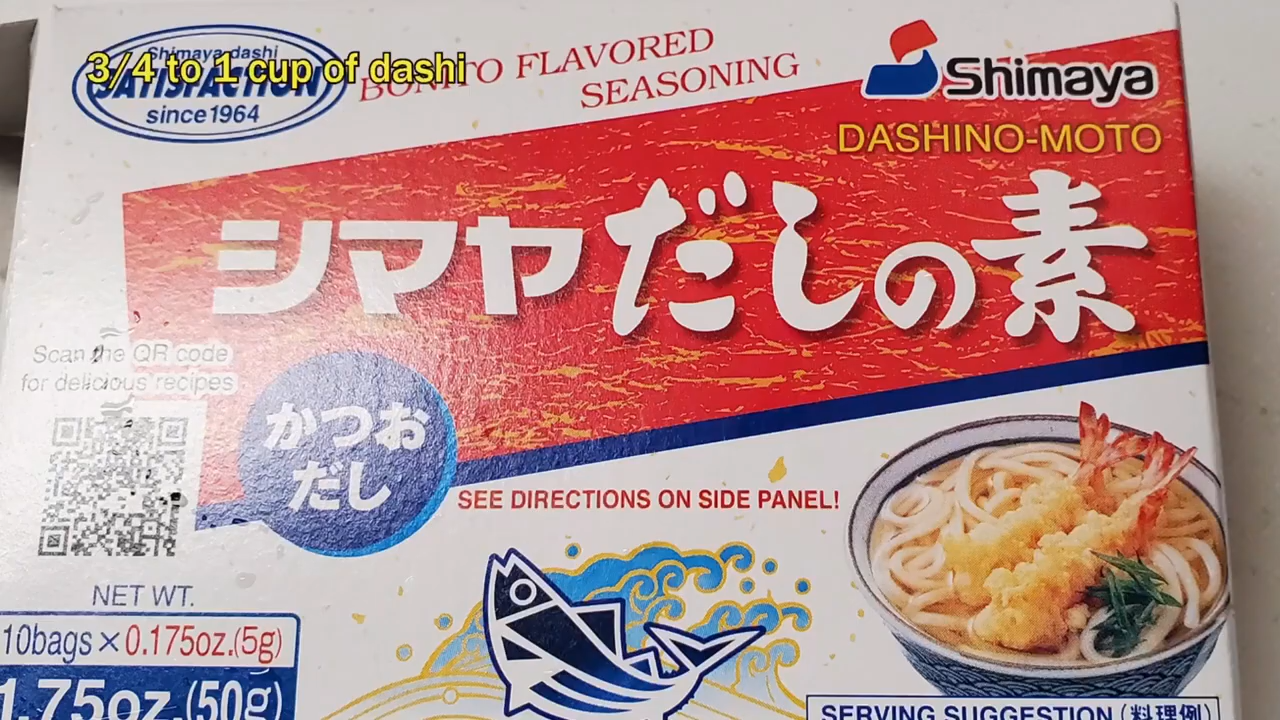 3/4 to 1 cup of dashi
Shimaya dashi
SATISFACTION
since1964
BONITO FLAVORED
SEASONING
Shimaya
DASHINO-MOTO
シマヤだしの素
Scan the QR code
for delicious recipes
かつお
だし
SEE DIRECTIONS ON SIDE PANEL!
NET WT.
10bags×0.175oz.(5g)
1.75oz.(50g)
SERVING SUGGESTION (料理例)